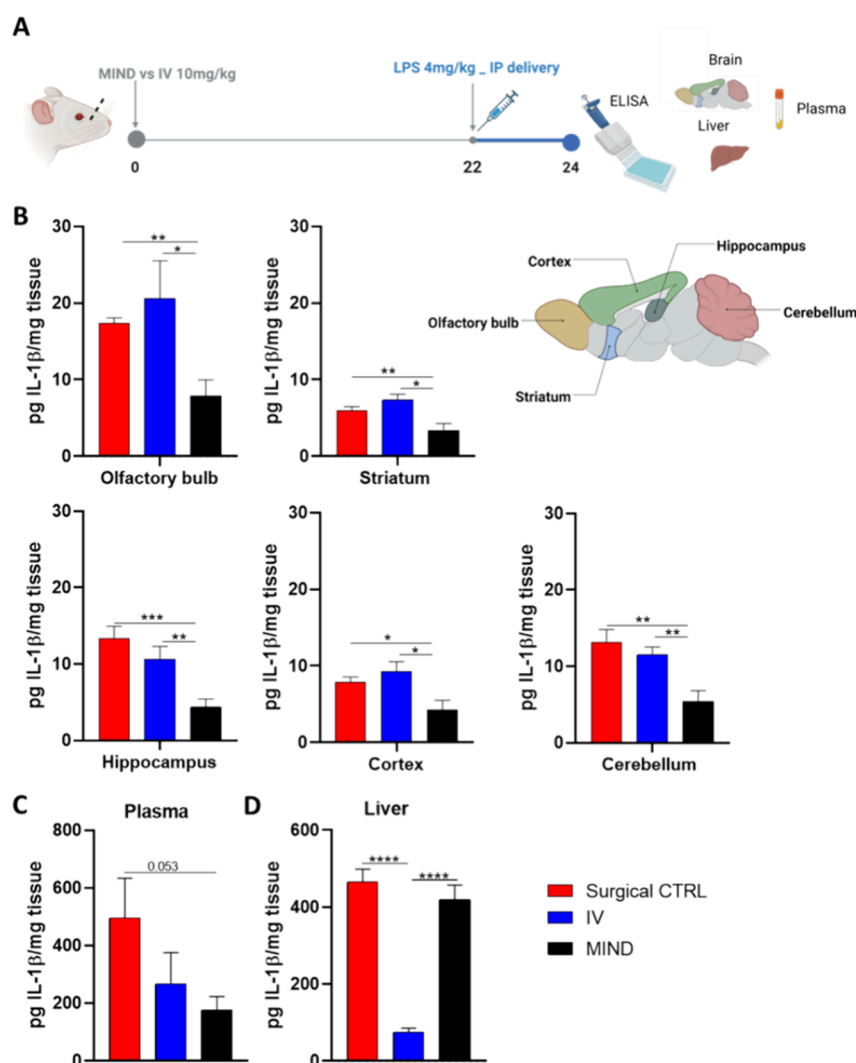 A
MIND vs IV 10mg/kg
LPS 4mg/kg _ IP delivery
ELISA
Brain
Liver
Plasma
0
22
24
B
30
20
10
0
pg IL-1β/mg tissue
**
*
Olfactory bulb
30
20
10
0
pg IL-1β/mg tissue
**
*
Striatum
Cortex
Hippocampus
Olfactory bulb
Cerebellum
Striatum
30
20
10
0
pg IL-1β/mg tissue
***
**
Hippocampus
30
20
10
0
pg IL-1β/mg tissue
*
*
Cortex
30
20
10
0
pg IL-1β/mg tissue
**
**
Cerebellum
C
Plasma
800
600
400
200
0
pg IL-1β/mg tissue
0.053
D
Liver
600
400
200
0
pg IL-1β/mg tissue
****
****
Surgical CTRL
IV
MIND